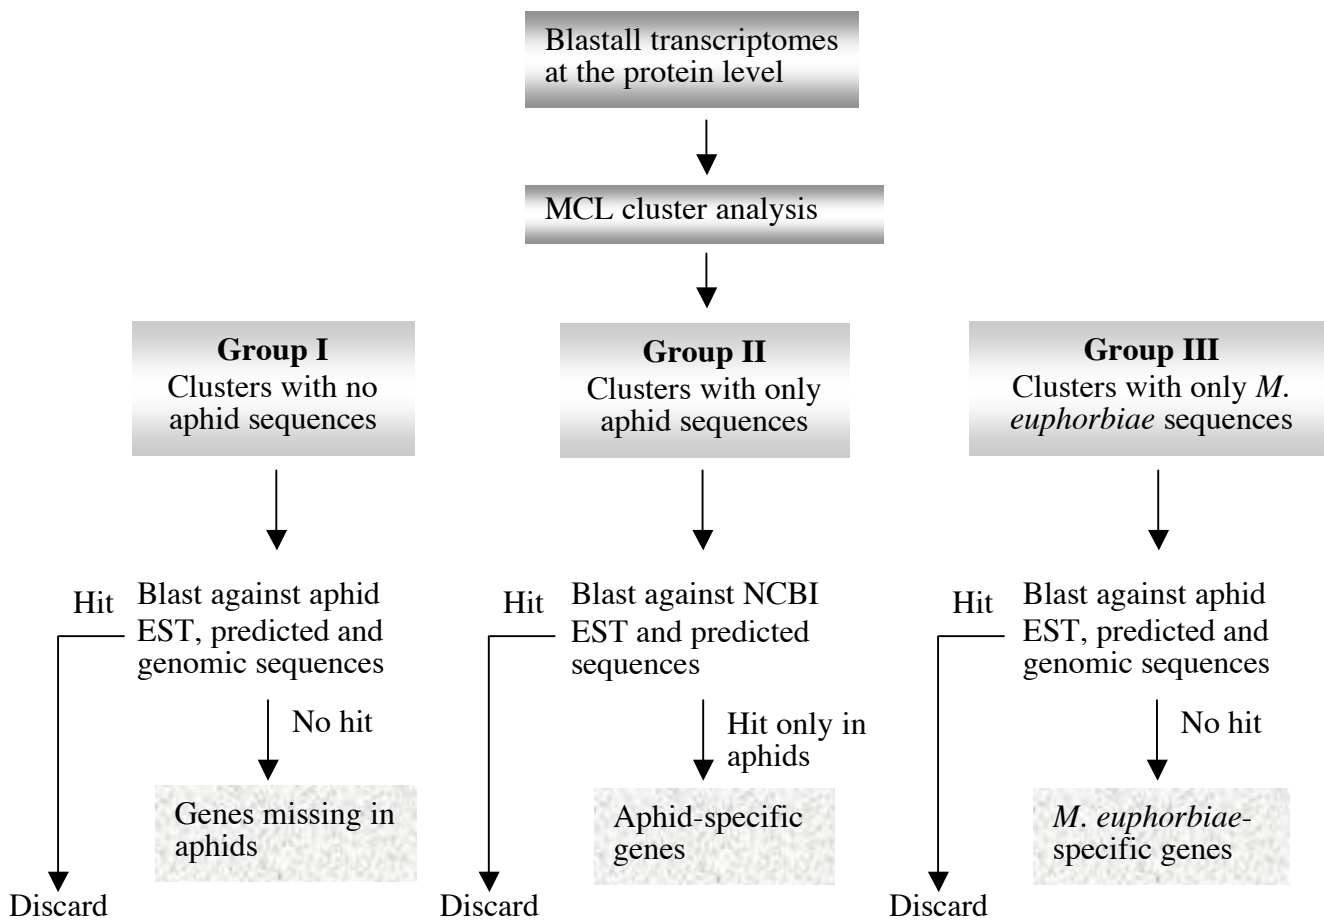 Blastall transcriptomes
at the protein level
MCL cluster analysis
Group I
Clusters with no
aphid sequences
Group II
Clusters with only
aphid sequences
Group III
Clusters with only M.
euphorbiae sequences
Hit
Blast against aphid
EST, predicted and
genomic sequences
No hit
Genes missing in
aphids
Discard
Hit
Blast against NCBI
EST and predicted
sequences
Hit only in
aphids
Aphid-specific
genes
Discard
Hit
Blast against aphid
EST, predicted and
genomic sequences
No hit
M. euphorbiae-
specific genes
Discard